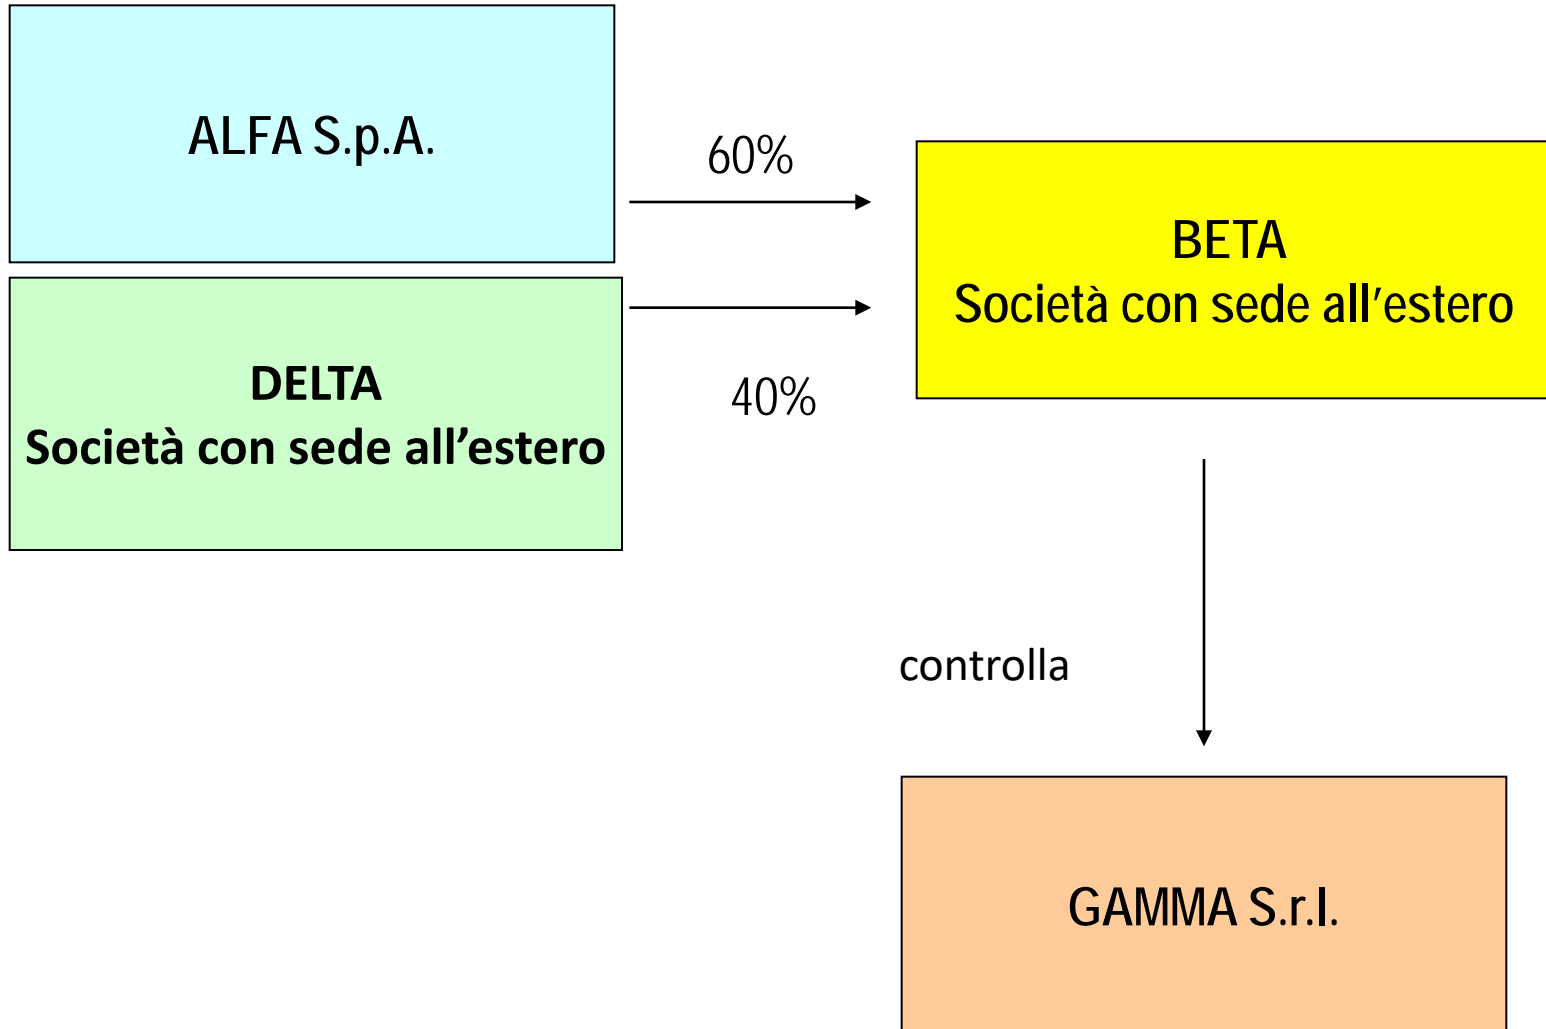 ALFA S.p.A.
60%
BETA
Società con sede all’estero
DELTA
Società con sede all’estero
40%
controlla
GAMMA S.r.l.